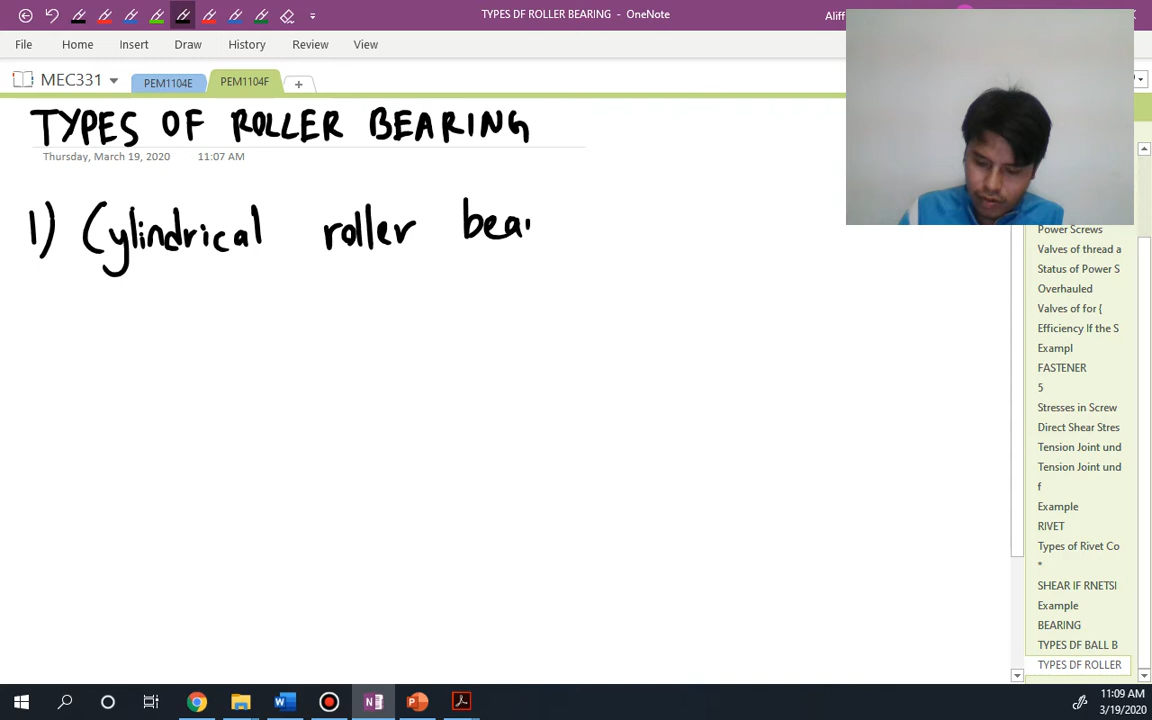 TYPES DF ROLLER BEARING - OneNote
Aliff
File Home Insert Draw History Review View
MEC331 PEM1104E PEM1104F
TYPES OF ROLLER BEARING
Thursday, March 19, 2020 11:07 AM
1) Cylindrical roller bear
Power Screws
Valves of thread a
Status of Power S
Overhauled
Valves of for {
Efficiency If the S
Exampl
FASTENER
5
Stresses in Screw
Direct Shear Stres
Tension Joint und
Tension Joint und
f
Example
RIVET
Types of Rivet Co
*
SHEAR IF RNETSI
Example
BEARING
TYPES DF BALL B
TYPES DF ROLLER
11:09 AM
3/19/2020